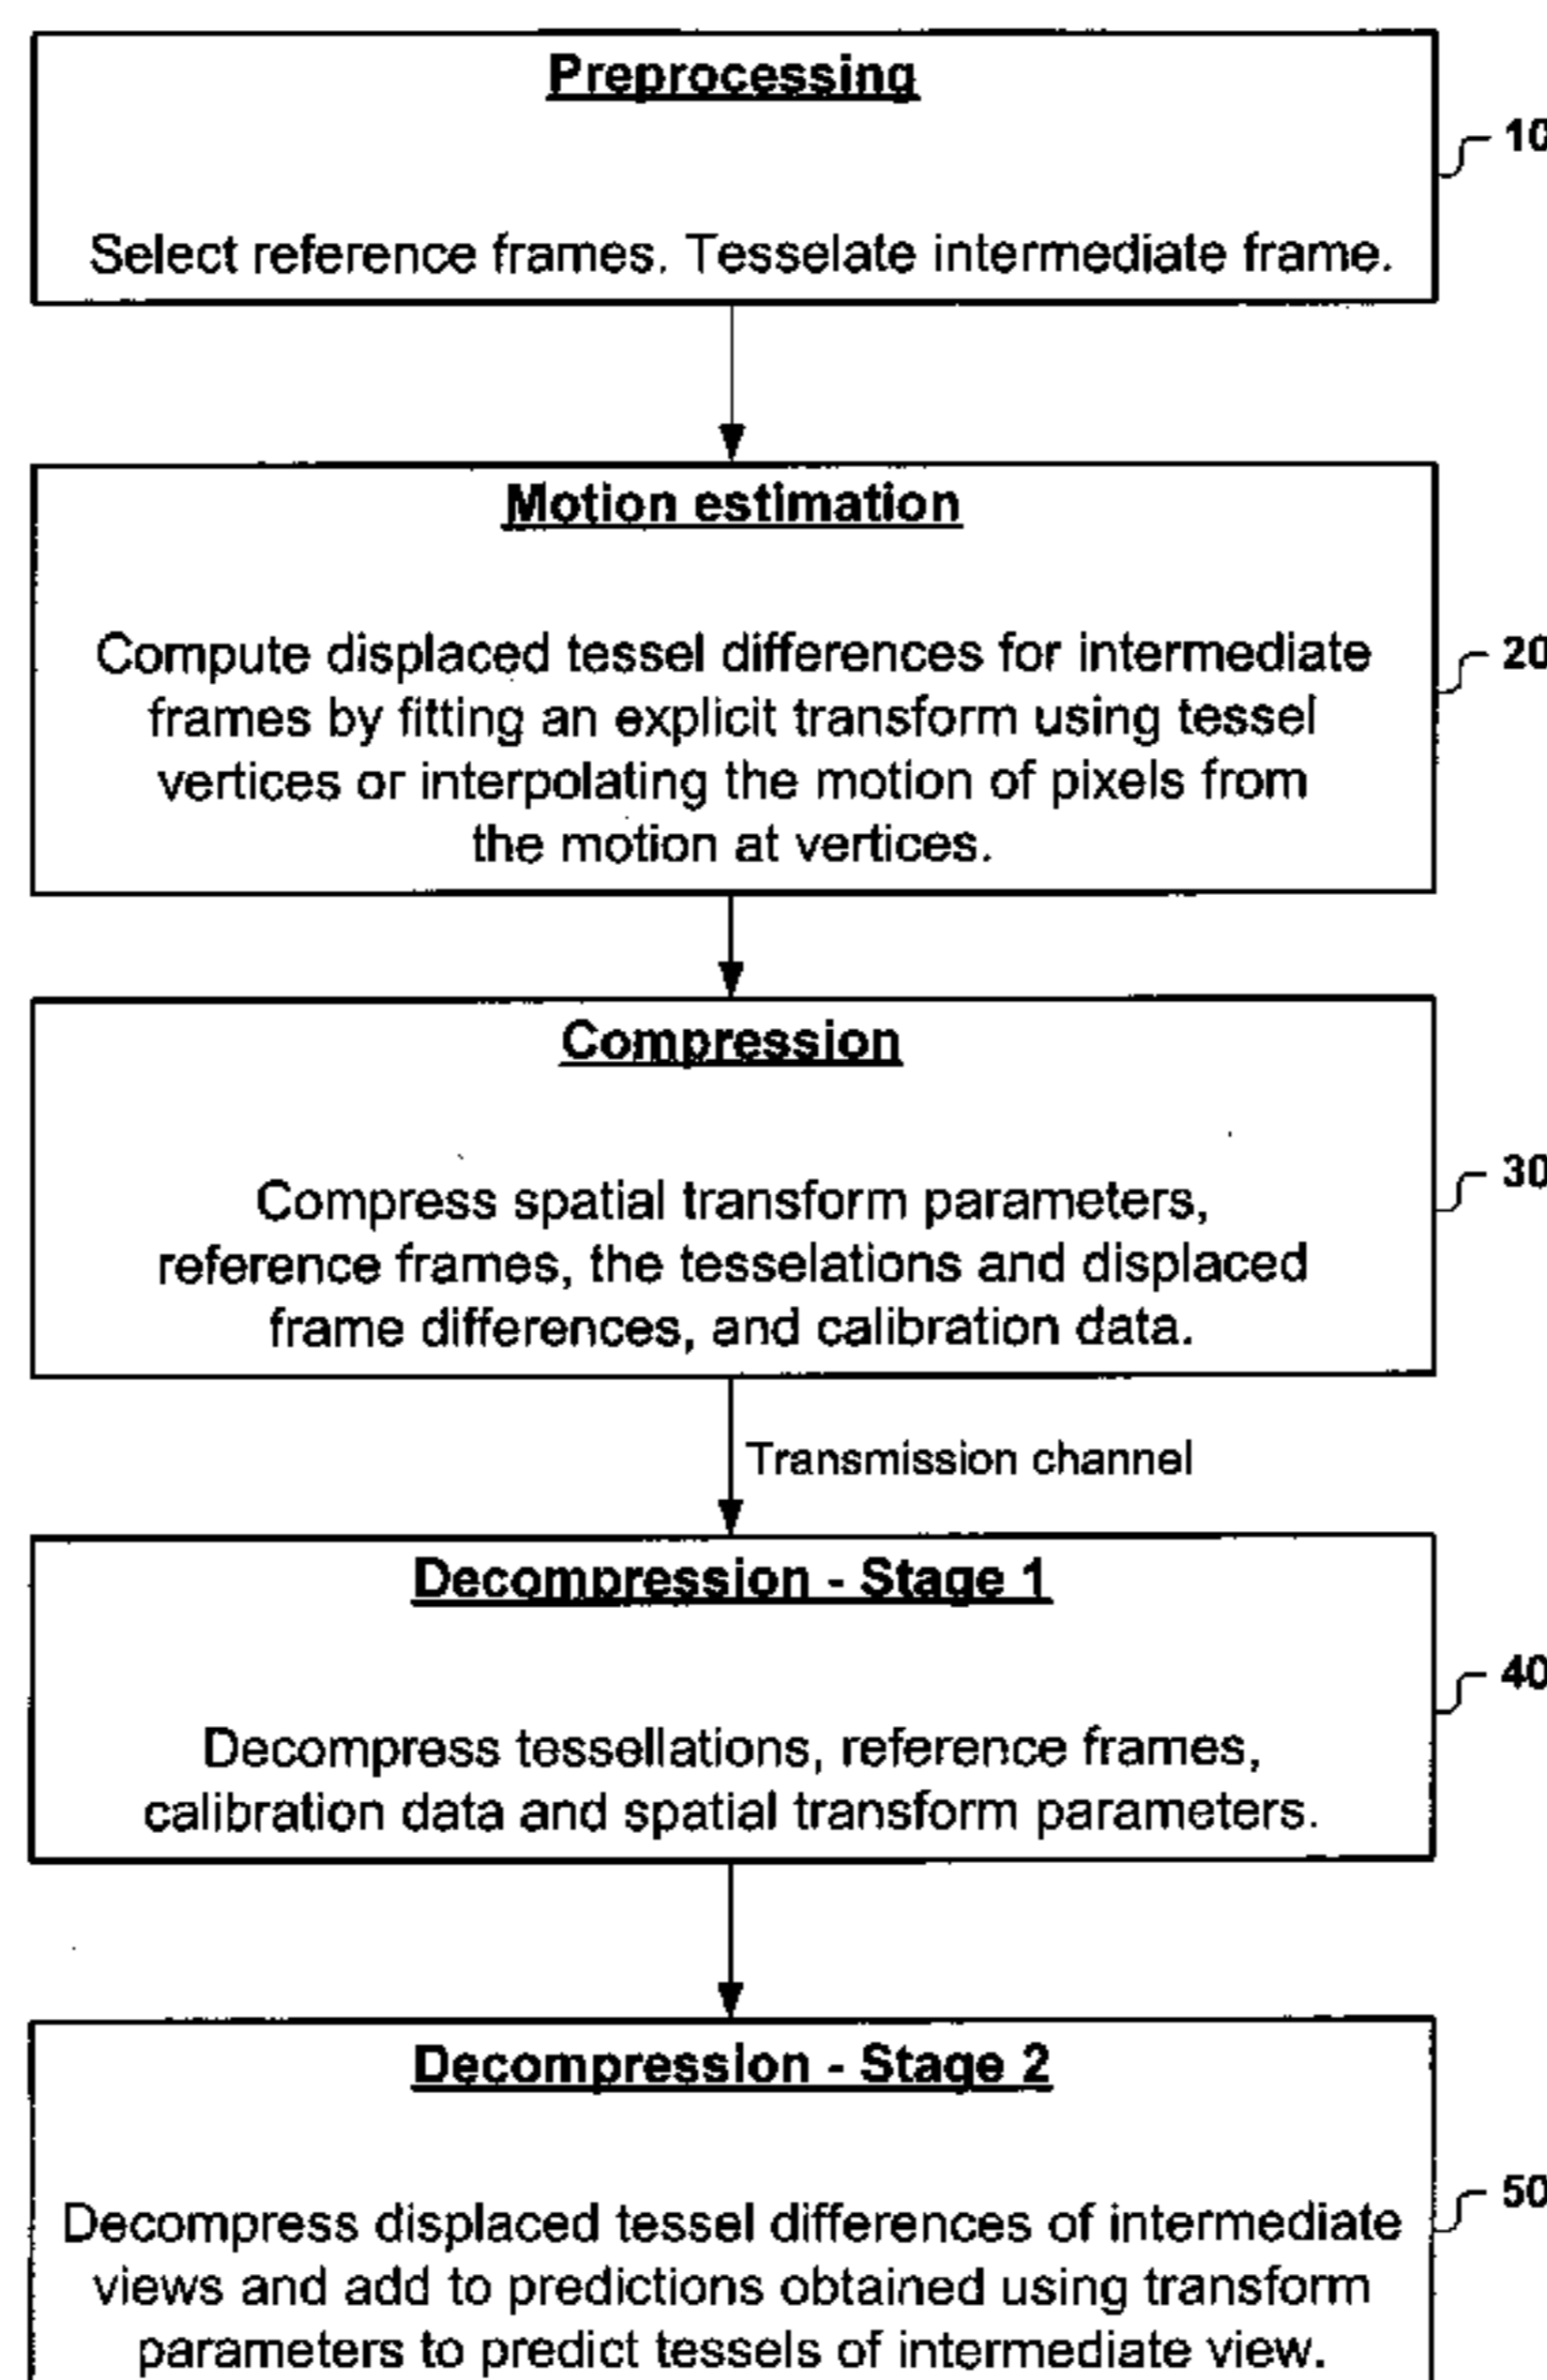 Preprocessing
10
Select reference frames. Tesselate intermediate frame.
Motion estimation
Compute displaced tessel differences for intermediate
20
frames by fitting an explicit transform using tessel
vertices or interpolating the motion of pixels from
the motion at vertices.
Compression
30
Compress spatial transform parameters,
reference frames, the tesselations and displaced
frame differences, and calibration data.
Transmission channel
Decompression - Stage 1
40
Decompress tessellations, reference frames,
calibration data and spatial transform parameters.
Decompression - Stage 2
50
Decompress displaced tessel differences of intermediate
views and add to predictions obtained using transform
parameters to predict tessels of intermediate view.